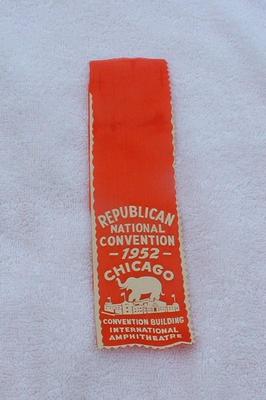 REPUBLICAN
NATIONAL
CONVENTION
-1952-
CHICAGO
CONVENTION BUILDING
INTERNATIONAL
AMPHITHEATRE